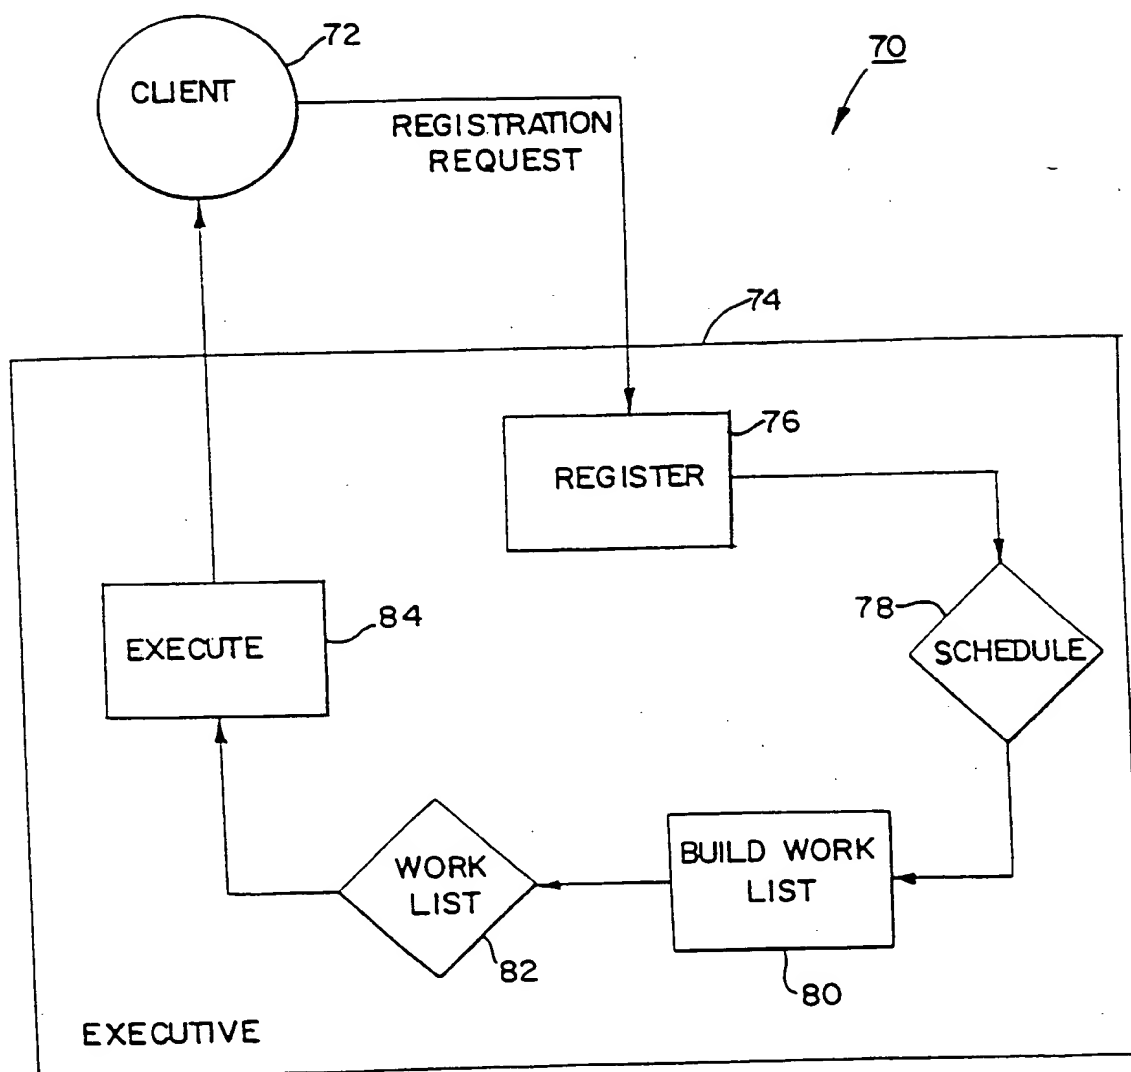 72
70
CLIENT
REGISTRATION
REQUEST
74
76
REGISTER
78
SCHEDULE
84
EXECUTE
BUILD WORK
LIST
WORK
LIST
82
80
EXECUTIVE